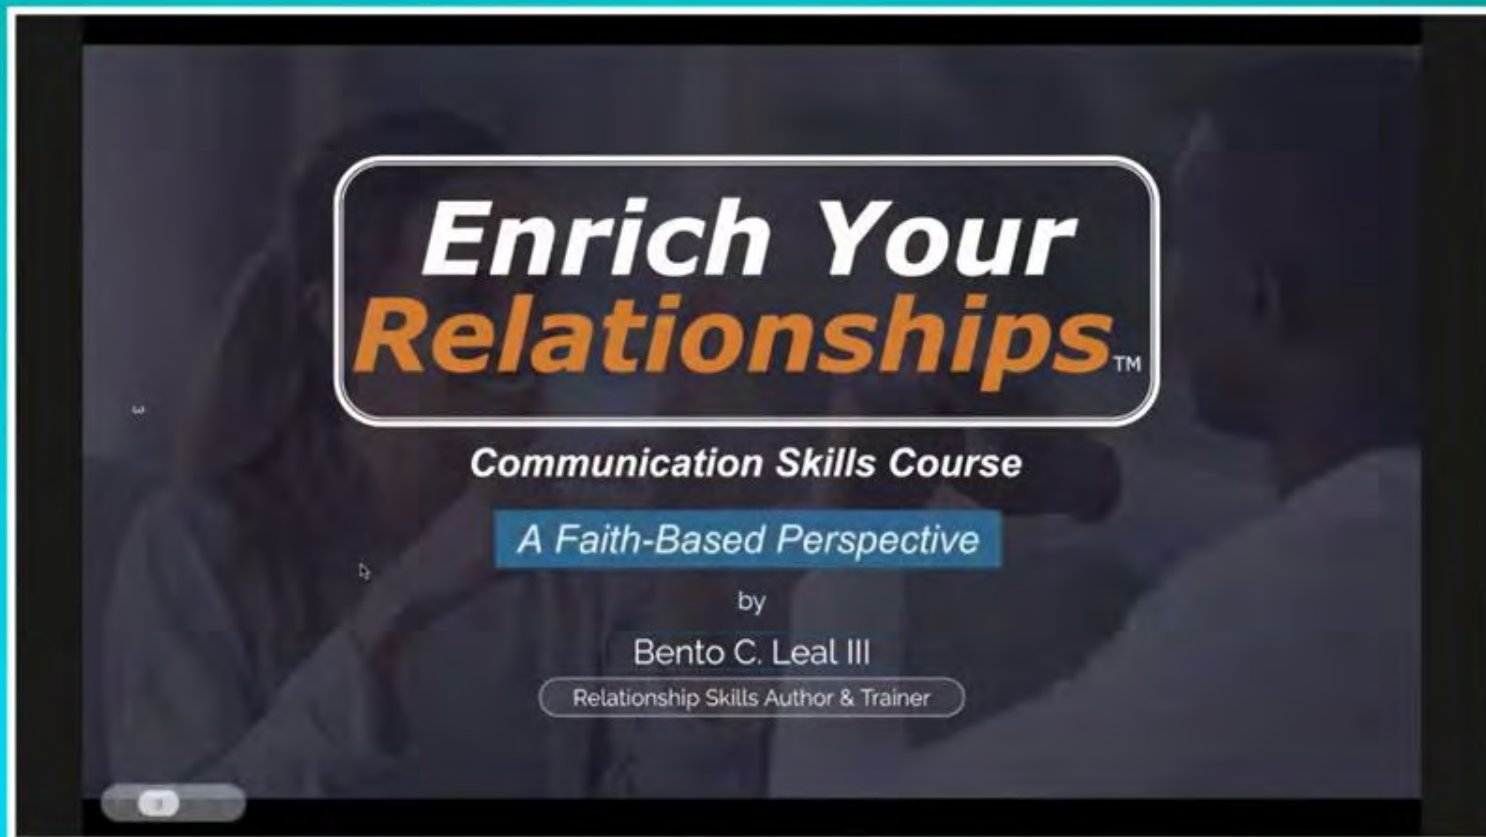 Enrich Your
Relationships™
Communication Skills Course
A Faith-Based Perspective
by
Bento C. Leal III
Relationship Skills Author & Trainer